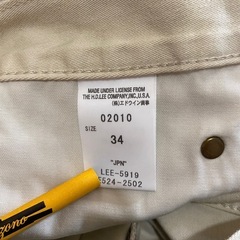 MADE UNDER LICENSE FROM
THE H.D.LEE COMPANY,INC.,U.S.A.
(株)エドウイン商事
02010
SIZE
34
"JPN"
LEE-5919
524-2502
zono